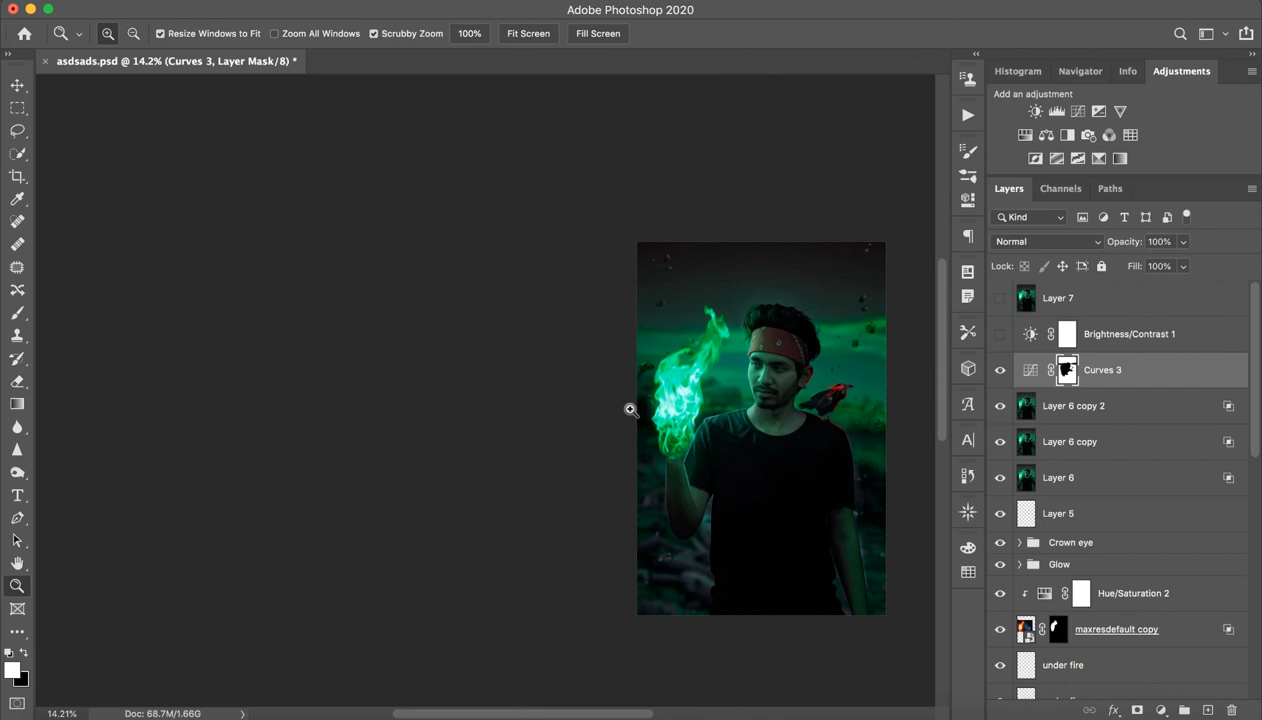 Adobe Photoshop 2020
Resize Windows to Fit Zoom All Windows Scrubby Zoom 100% Fit Screen Fill Screen
asdsads.psd @ 14.2% (Curves 3, Layer Mask/8) *
Histogram Navigator Info Adjustments
Add an adjustment
Layers Channels Paths
Kind
Normal Opacity: 100%
Lock: Fill: 100%
Layer 7
Brightness/Contrast 1
Curves 3
Layer 6 copy 2
Layer 6 copy
Layer 6
Layer 5
Crown eye
Glow
Hue/Saturation 2
maxresdefault copy
under fire
14.21% Doc: 68.7M/1.66G